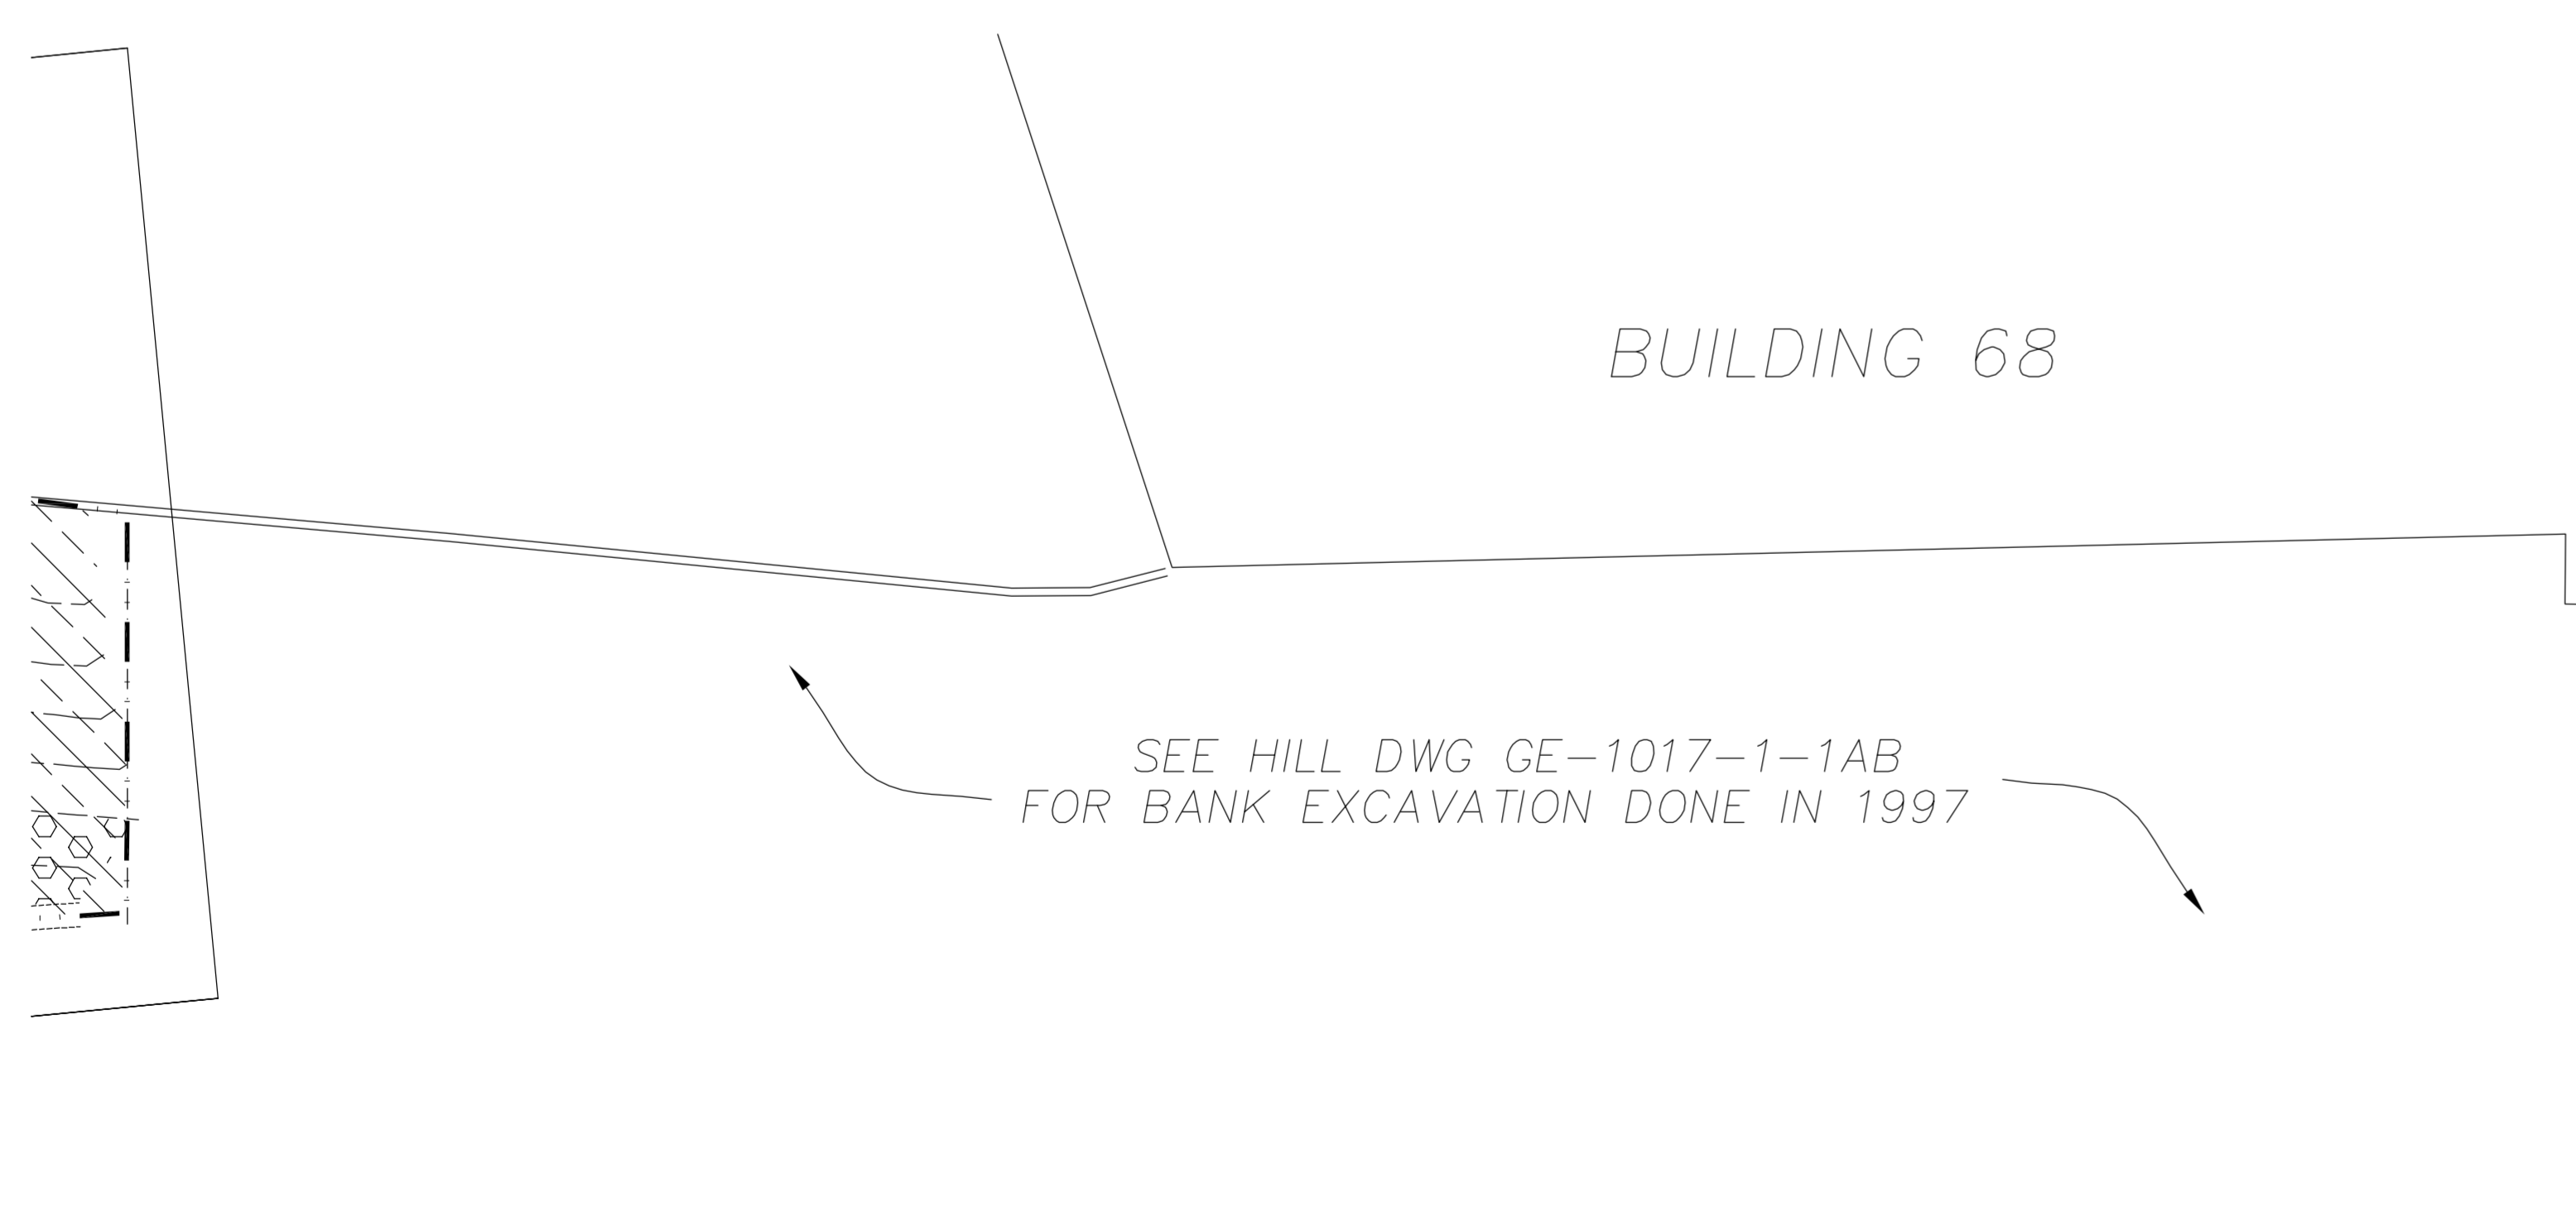 BUILDING 68
SEE HILL DWG GE-1017-1-1AB
FOR BANK EXCAVATION DONE IN 1997